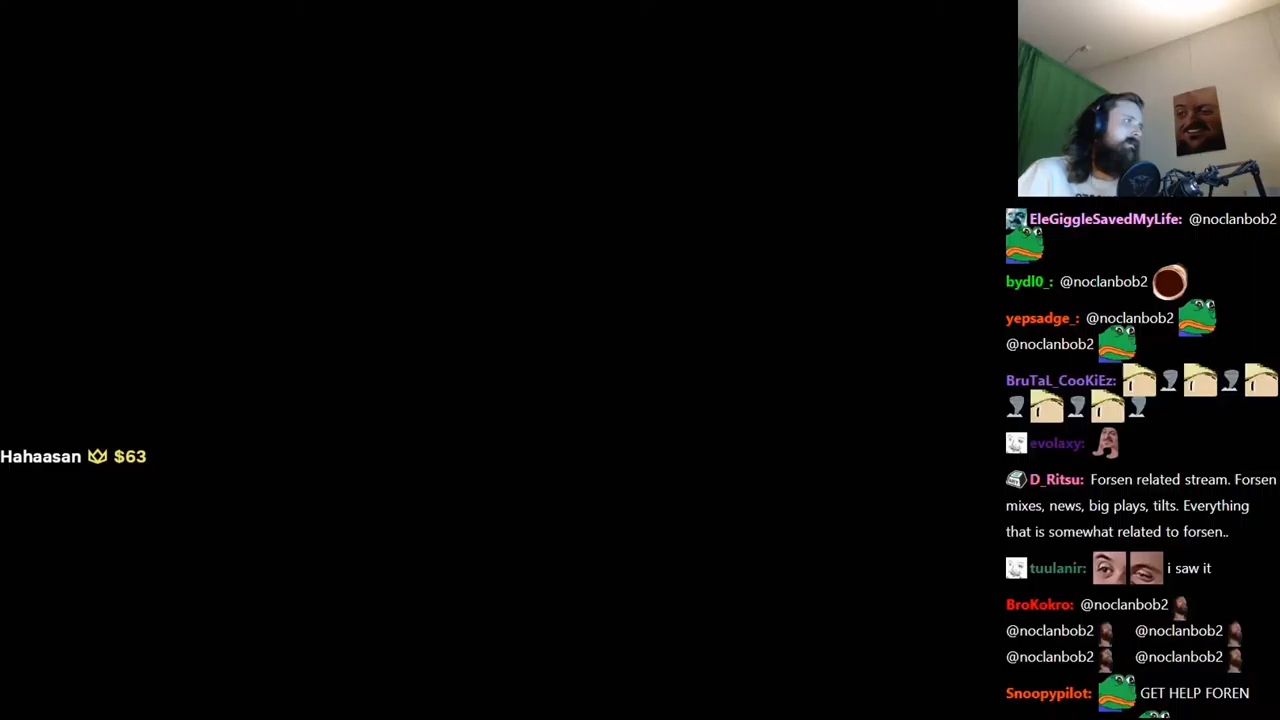 EleGiggleSavedMyLife: @noclanbob2
bydl0_: @noclanbob2
yepsadge_: @noclanbob2
@noclanbob2
BruTaL_CooKiEz:
evolaxy:
D_Ritsu: Forsen related stream. Forsen
mixes, news, big plays, tilts. Everything
that is somewhat related to forsen..
tuulanir: i saw it
BroKokro: @noclanbob2
@noclanbob2 @noclanbob2
@noclanbob2 @noclanbob2
Snoopypilot: GET HELP FOREN
Hahaasan $63